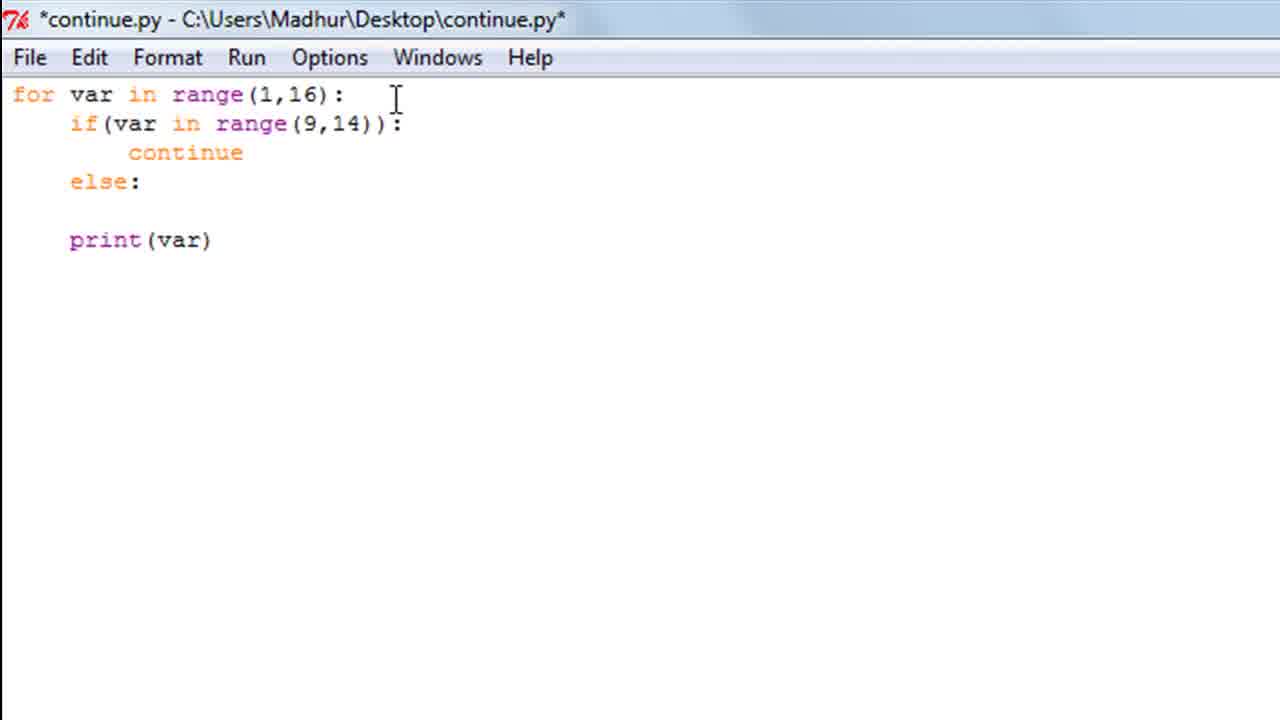 *continue.py - C:\Users\Madhur\Desktop\continue.py*
File Edit Format Run Options Windows Help
for var in range(1,16):
    if(var in range(9,14)):
        continue
    else:

    print(var)